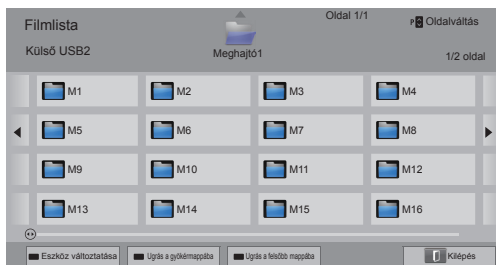 Filmlista
Oldal 1/1
P Oldalváltás
Külső USB2
Meghajtó1
1/2 oldal
M1 M2 M3 M4
M5 M6 M7 M8
M9 M10 M11 M12
M13 M14 M15 M16
Eszköz változtatása Ugrás a gyökérmappába Ugrás a felsőbb mappába Kilépés